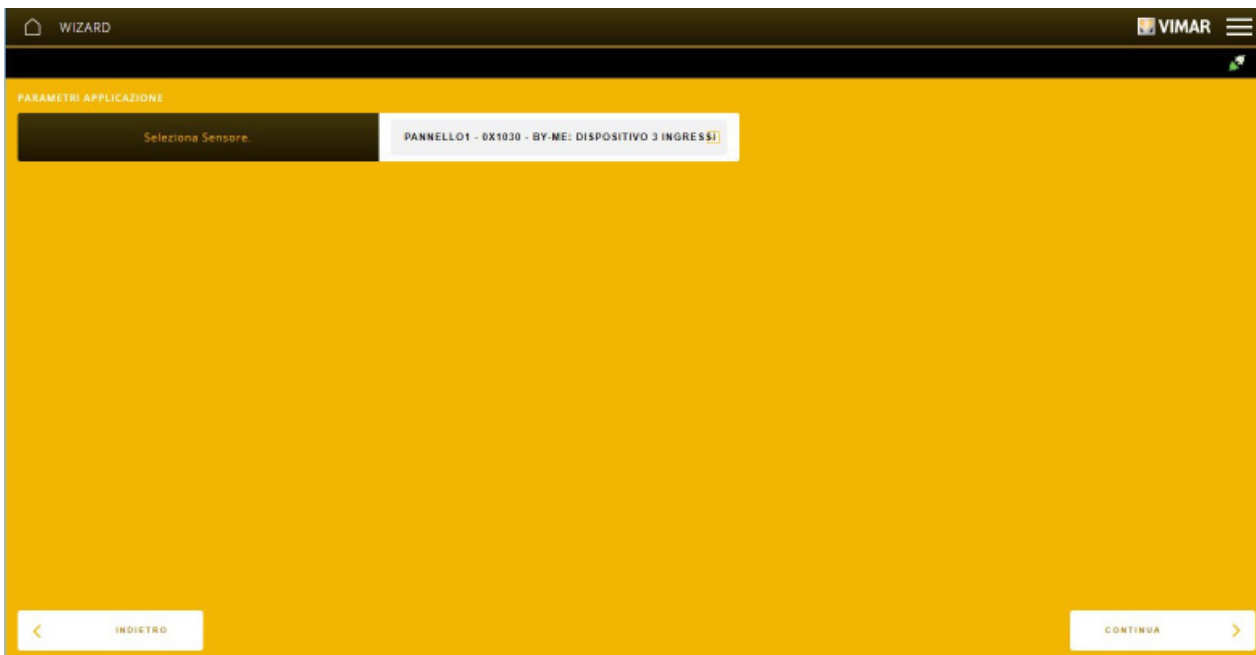 WIZARD
VIMAR
PARAMETRI APPLICAZIONE
Seleziona Sensore.
PANNELLO1 - 0X1030 - BY-ME: DISPOSITIVO 3 INGRESSI
INDIETRO
CONTINUA